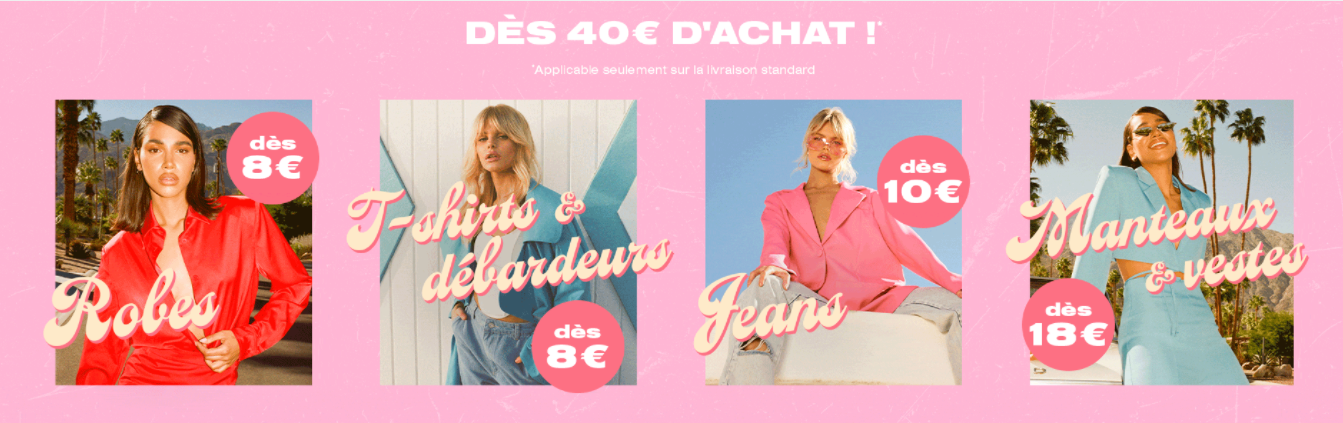 DÈS 40€ D'ACHAT !*
*Applicable seulement sur la livraison standard
dès
8€
Robes
T-shirts &
débardeurs
dès
8€
dès
10€
Jeans
Manteaux
& vestes
dès
18€